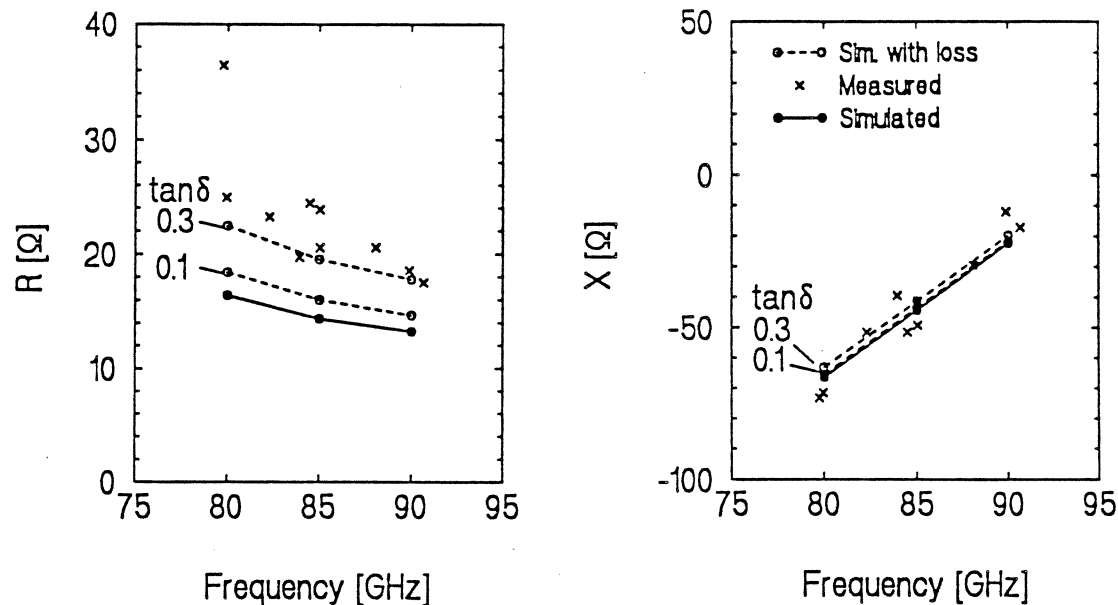 40
30
20
10
0
R [Ω]
tanδ
0.3
0.1
75 80 85 90 95
Frequency [GHz]
50
0
-50
-100
X [Ω]
Sim. with loss
Measured
Simulated
tanδ
0.3
0.1
75 80 85 90 95
Frequency [GHz]